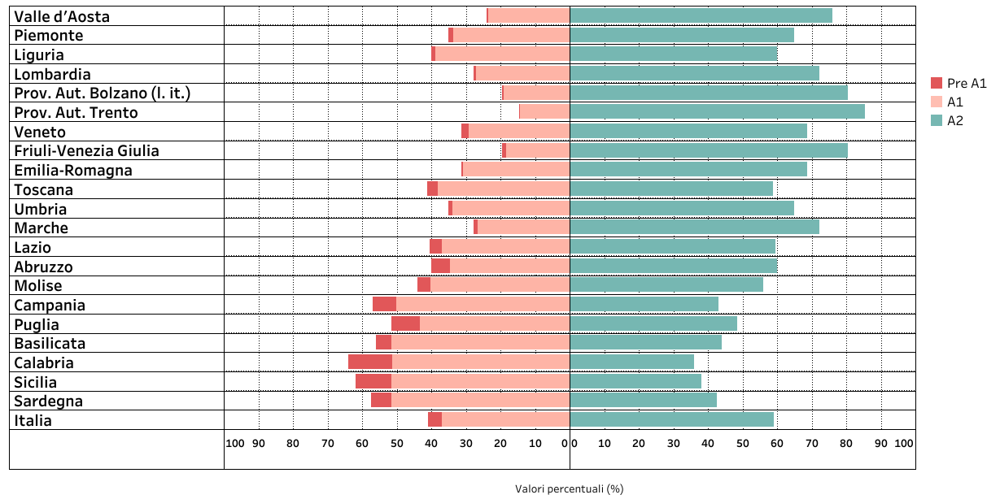 Valle d’Aosta
Piemonte
Liguria
Lombardia
Prov. Aut. Bolzano (l. it.)
Prov. Aut. Trento
Veneto
Friuli-Venezia Giulia
Emilia-Romagna
Toscana
Umbria
Marche
Lazio
Abruzzo
Molise
Campania
Puglia
Basilicata
Calabria
Sicilia
Sardegna
Italia
100 90 80 70 60 50 40 30 20 10 0 0 10 20 30 40 50 60 70 80 90 100
Valori percentuali (%)
Pre A1
A1
A2